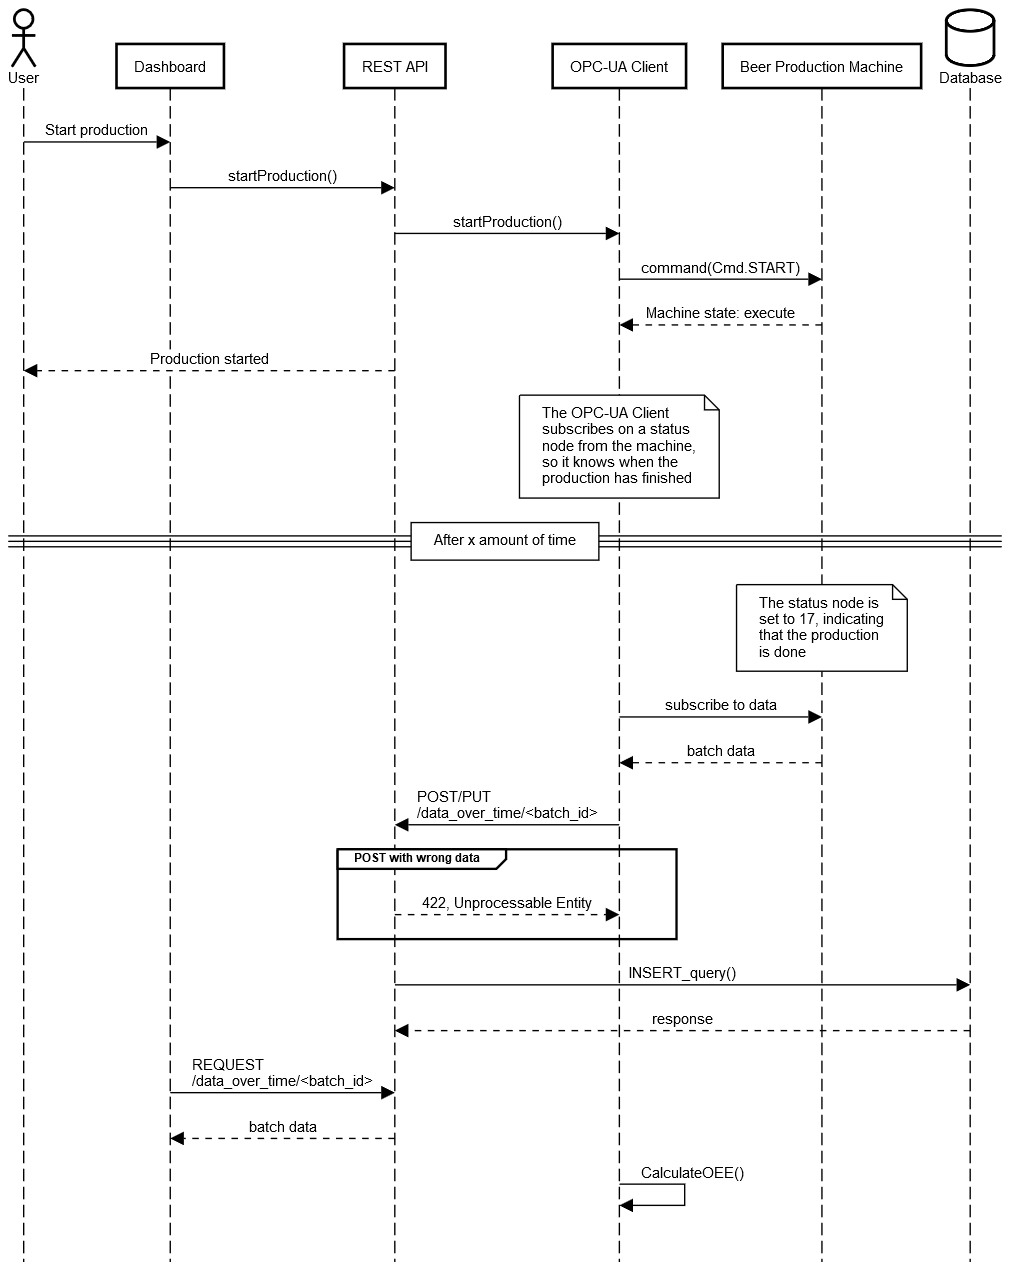 User
Dashboard
REST API
OPC-UA Client
Beer Production Machine
Database
Start production
startProduction()
startProduction()
command(Cmd.START)
Machine state: execute
Production started
The OPC-UA Client
subscribes on a status
node from the machine,
so it knows when the
production has finished
After x amount of time
The status node is
set to 17, indicating
that the production
is done
subscribe to data
batch data
POST/PUT
/data_over_time/<batch_id>
POST with wrong data
422, Unprocessable Entity
INSERT_query()
response
REQUEST
/data_over_time/<batch_id>
batch data
CalculateOEE()